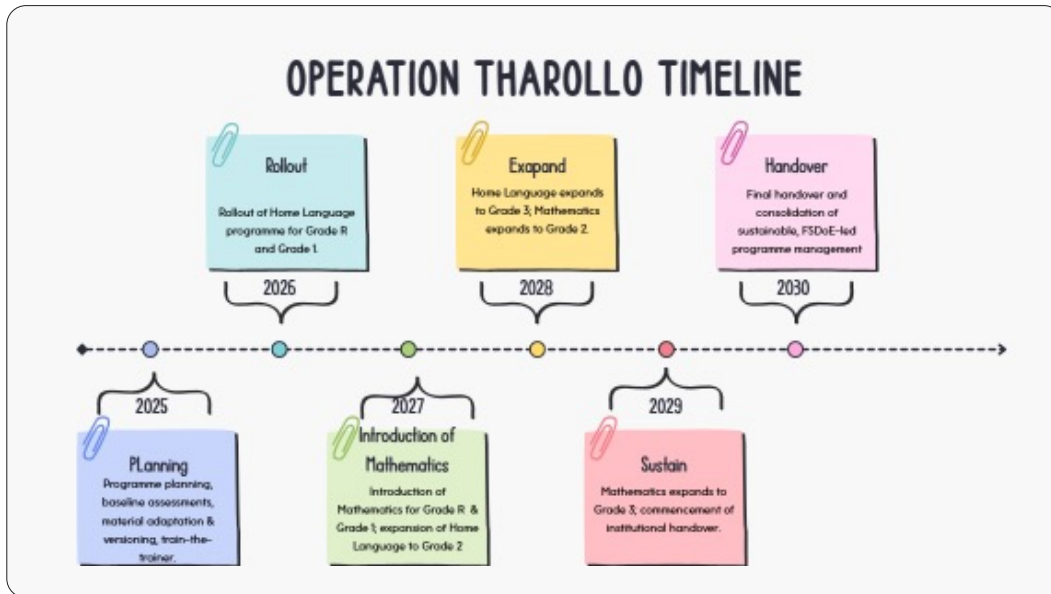 OPERATION THAROLLO TIMELINE
Rollout
Rollout of Home Language
programme for Grade R
and Grade 1.
2026
Exapand
Home Language expands
to Grade 3; Mathematics
expands to Grade 2.
2028
Handover
Final handover and
consolidation of
sustainable, FSDoE-led
programme management
2030
2025
PLanning
Programme planning,
baseline assessments,
material adaptation &
versioning, train-the-
trainer.
2027
Introduction of
Mathematics
Introduction of
Mathematics for Grade R &
Grade 1; expansion of Home
Language to Grade 2
2029
Sustain
Mathematics expands to
Grade 3; commencement of
institutional handover.